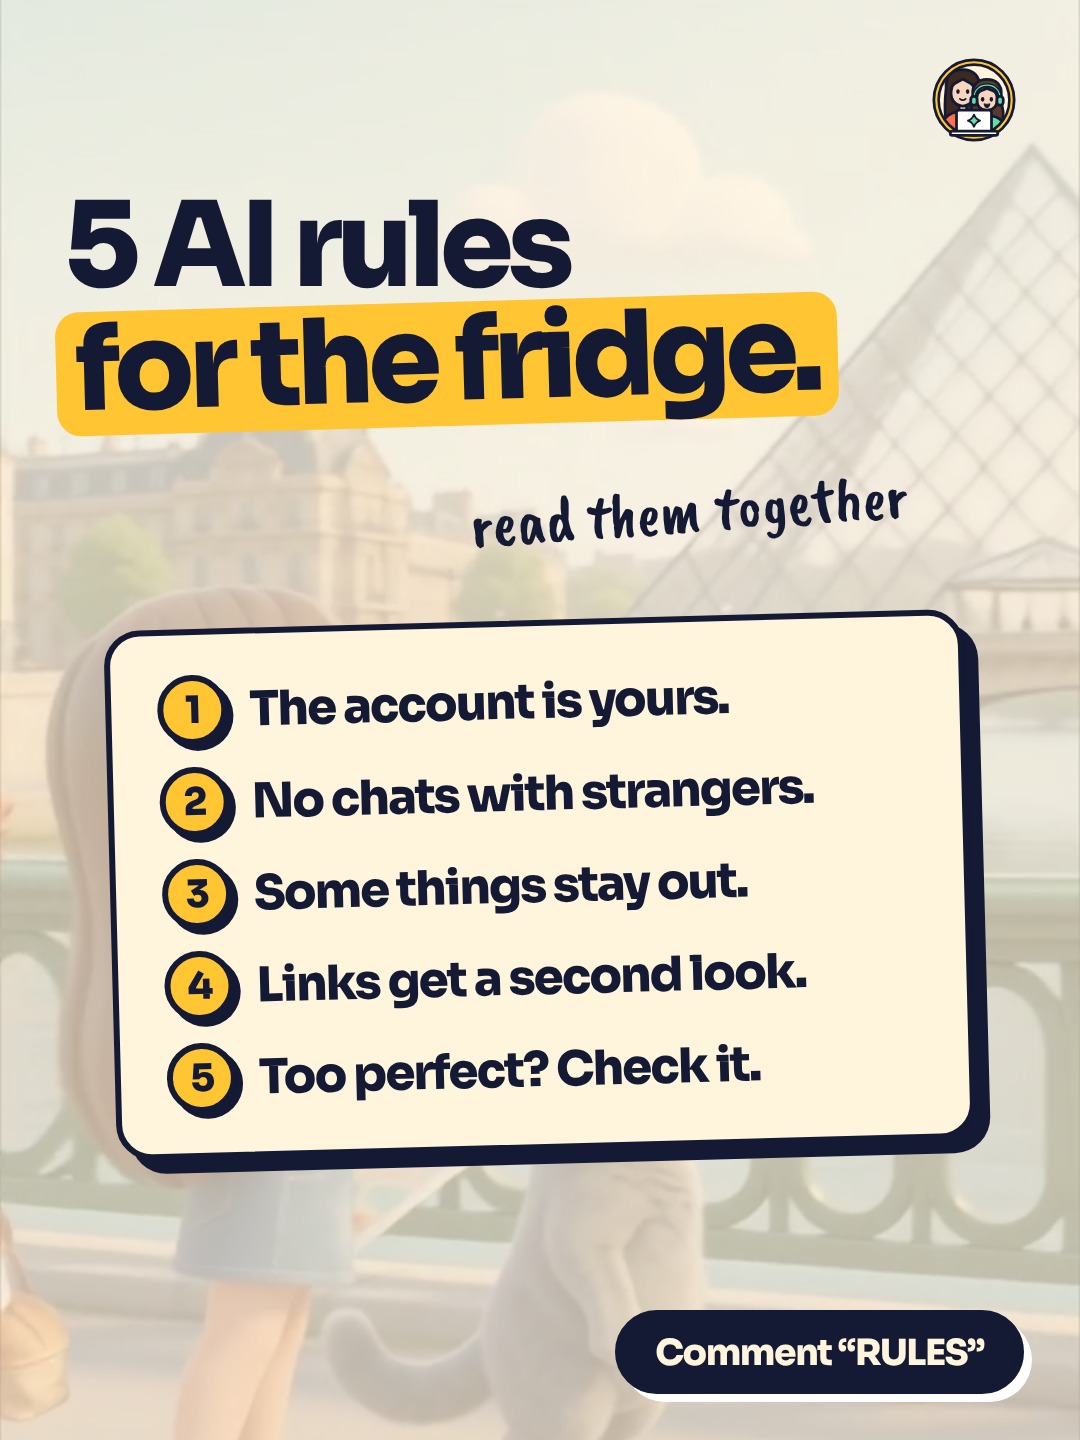 5 AI rules
for the fridge.
read them together
1 The account is yours.
2 No chats with strangers.
3 Some things stay out.
4 Links get a second look.
5 Too perfect? Check it.
Comment “RULES”